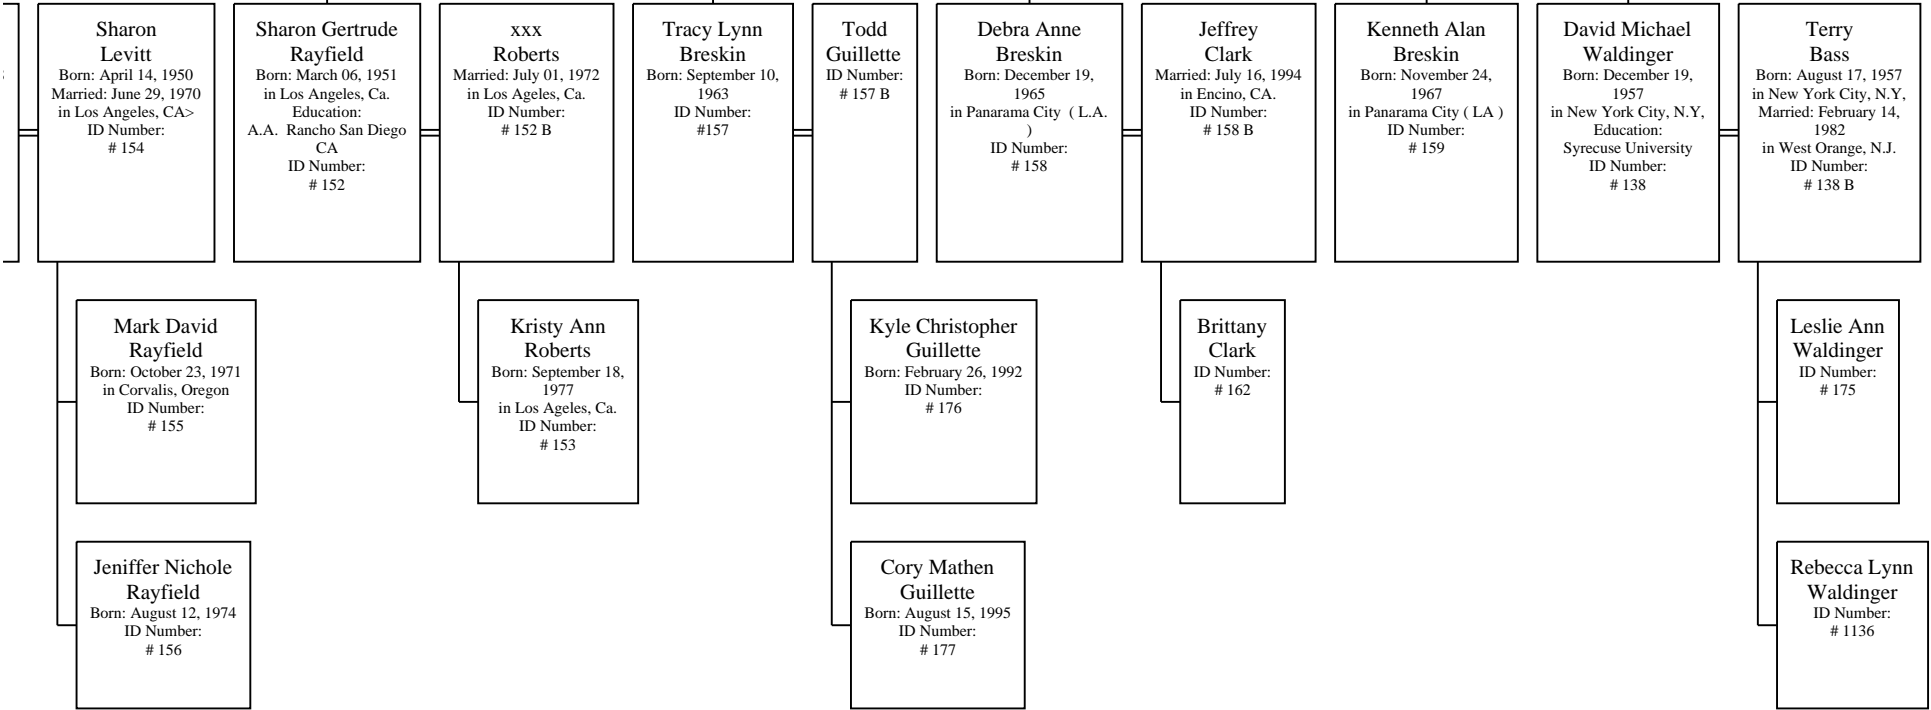 Sharon
Levitt
Born: April 14, 1950
Married: June 29, 1970
in Los Angeles, CA>
ID Number:
# 154
Sharon Gertrude
Rayfield
Born: March 06, 1951
in Los Angeles, Ca.
Education:
A.A. Rancho San Diego
CA
ID Number:
# 152
xxx
Roberts
Married: July 01, 1972
in Los Ageles, Ca.
ID Number:
# 152 B
Tracy Lynn
Breskin
Born: September 10,
1963
ID Number:
#157
Todd
Guillette
ID Number:
# 157 B
Debra Anne
Breskin
Born: December 19,
1965
in Panarama City ( L.A.
)
ID Number:
# 158
Jeffrey
Clark
Married: July 16, 1994
in Encino, CA.
ID Number:
# 158 B
Kenneth Alan
Breskin
Born: November 24,
1967
in Panarama City ( LA )
ID Number:
# 159
David Michael
Waldinger
Born: December 19,
1957
in New York City, N.Y,
Education:
Syrecuse University
ID Number:
# 138
Terry
Bass
Born: August 17, 1957
in New York City, N.Y,
Married: February 14,
1982
in West Orange, N.J.
ID Number:
# 138 B
Mark David
Rayfield
Born: October 23, 1971
in Corvalis, Oregon
ID Number:
# 155
Kristy Ann
Roberts
Born: September 18,
1977
in Los Ageles, Ca.
ID Number:
# 153
Kyle Christopher
Guillette
Born: February 26, 1992
ID Number:
# 176
Brittany
Clark
ID Number:
# 162
Leslie Ann
Waldinger
ID Number:
# 175
Jeniffer Nichole
Rayfield
Born: August 12, 1974
ID Number:
# 156
Cory Mathen
Guillette
Born: August 15, 1995
ID Number:
# 177
Rebecca Lynn
Waldinger
ID Number:
# 1136